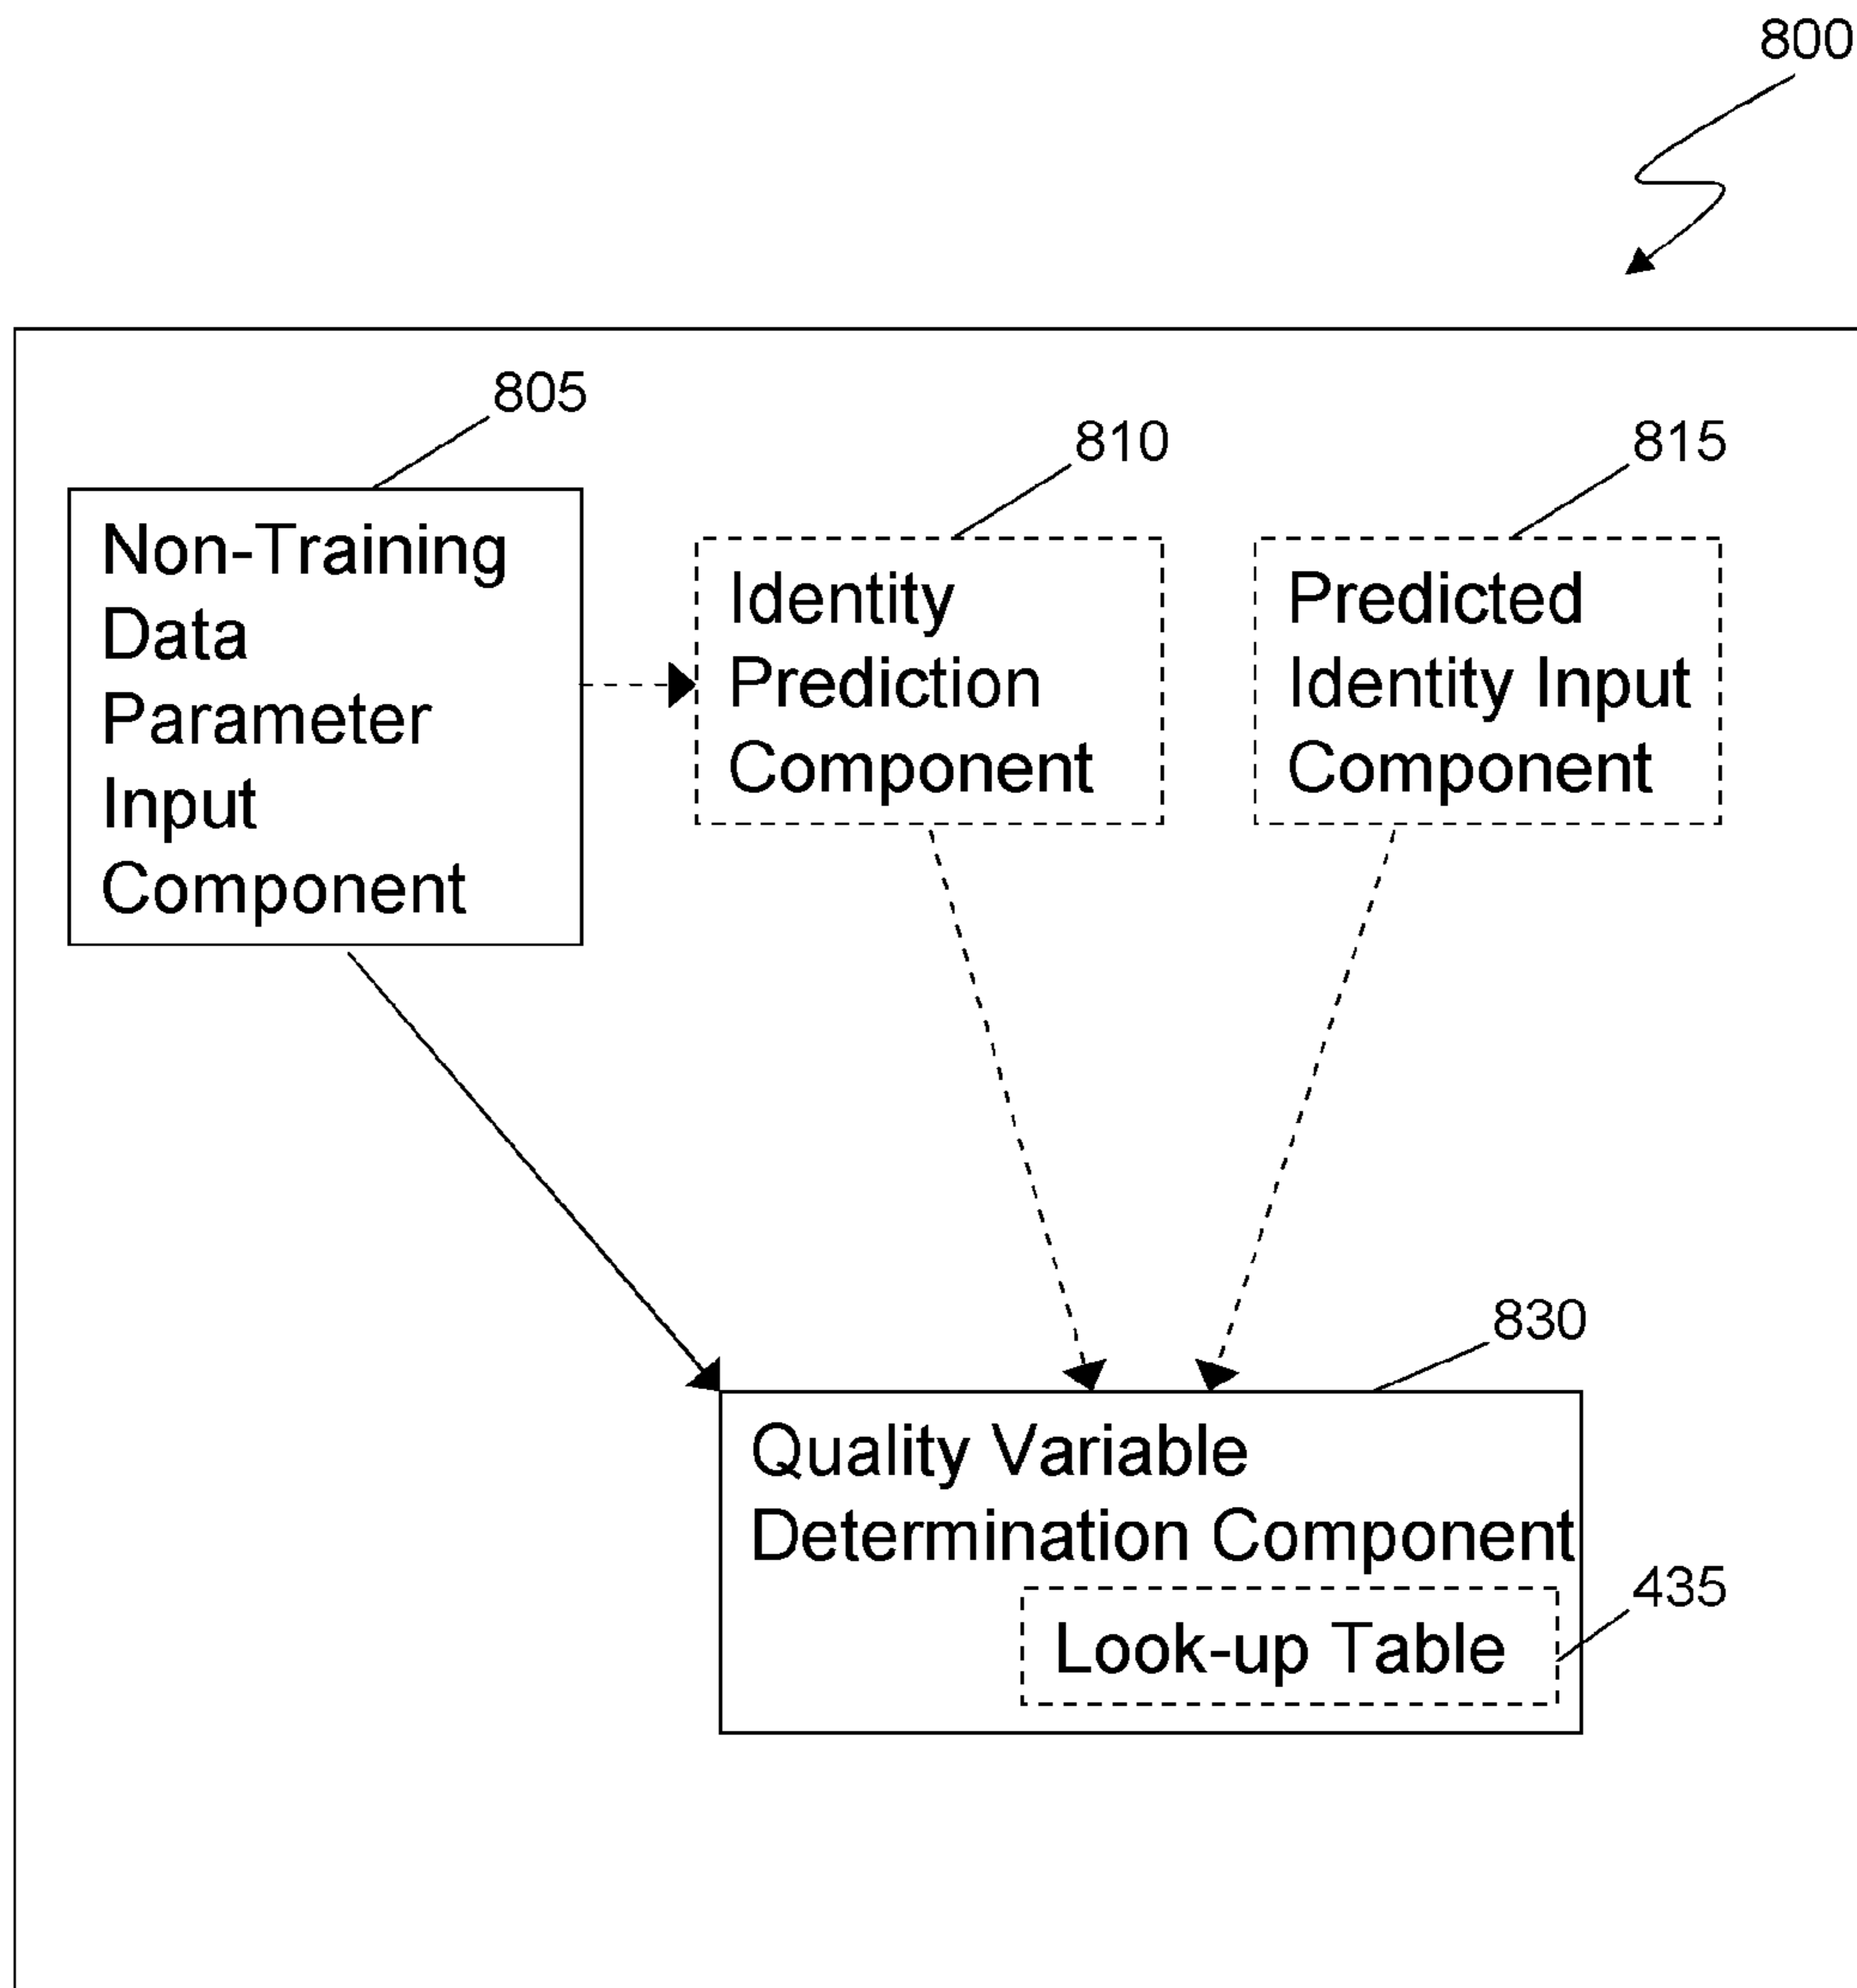 800
805
810
815
Non-Training
Data
Parameter
Input
Component
Identity
Prediction
Component
Predicted
Identity Input
Component
830
Quality Variable
Determination Component
435
Look-up Table